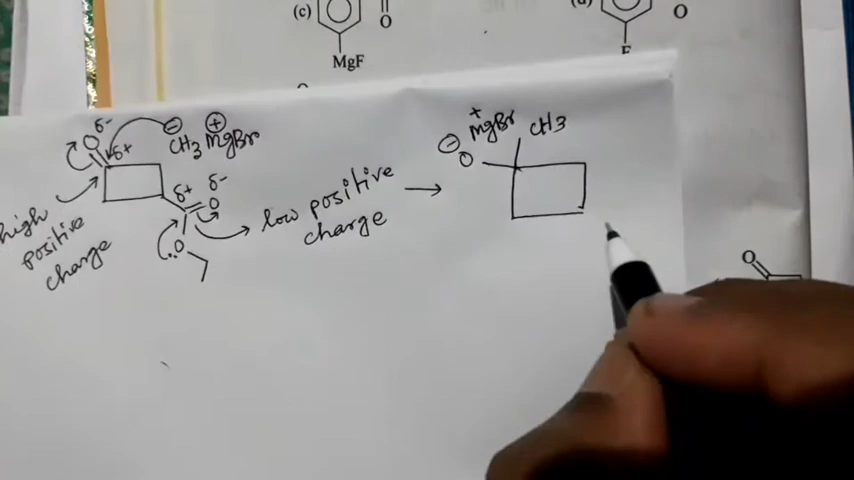 (c)
O
MgF
(d)
O
F
δ-
O
δ+
⊖
CH3
⊕
MgBr
high
positive
charge
δ+
δ-
O
O
low positive
charge
⊖
O
+
MgBr
CH3
O